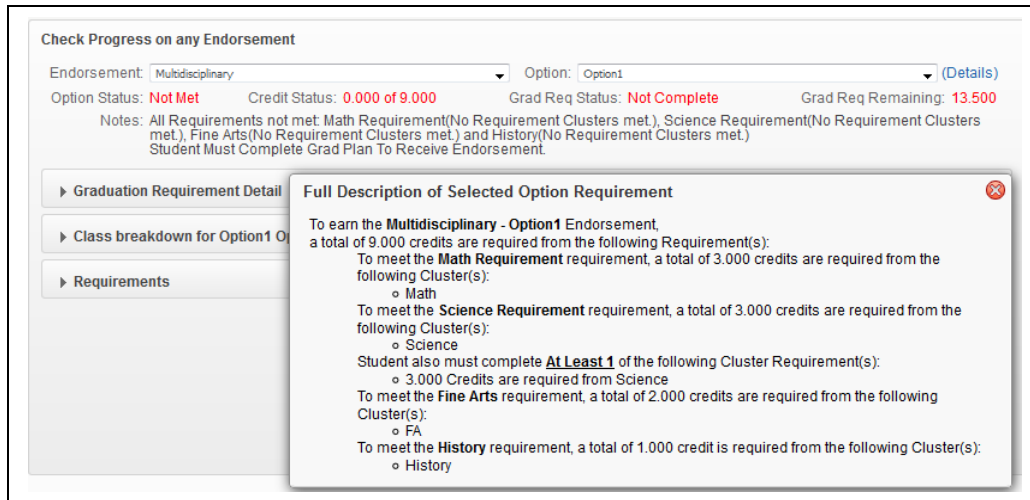 Check Progress on any Endorsement
Endorsement: Multidisciplinary Option: Option1 (Details)
Option Status: Not Met Credit Status: 0.000 of 9.000 Grad Req Status: Not Complete Grad Req Remaining: 13.500
Notes: All Requirements not met: Math Requirement(No Requirement Clusters met.), Science Requirement(No Requirement Clusters
met.), Fine Arts(No Requirement Clusters met.) and History(No Requirement Clusters met.)
Student Must Complete Grad Plan To Receive Endorsement.
Graduation Requirement Detail
Class breakdown for Option1 O
Requirements
Full Description of Selected Option Requirement
To earn the Multidisciplinary - Option1 Endorsement,
a total of 9.000 credits are required from the following Requirement(s):
To meet the Math Requirement requirement, a total of 3.000 credits are required from the
following Cluster(s):
Math
To meet the Science Requirement requirement, a total of 3.000 credits are required from the
following Cluster(s):
Science
Student also must complete At Least 1 of the following Cluster Requirement(s):
3.000 Credits are required from Science
To meet the Fine Arts requirement, a total of 2.000 credits are required from the following
Cluster(s):
FA
To meet the History requirement, a total of 1.000 credit is required from the following Cluster(s):
History